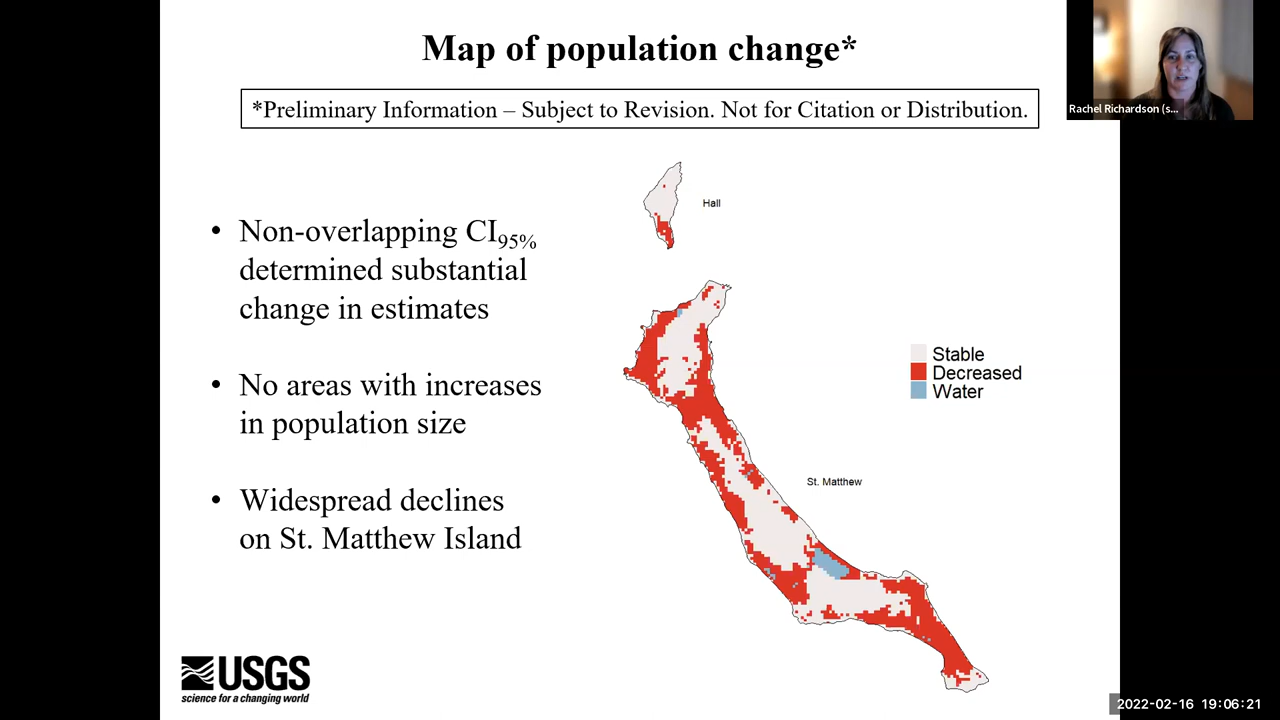 Map of population change*
*Preliminary Information – Subject to Revision. Not for Citation or Distribution.
Rachel Richardson (s...
• Non-overlapping CI95%
determined substantial
change in estimates
• No areas with increases
in population size
• Widespread declines
on St. Matthew Island
Hall
Stable
Decreased
Water
St. Matthew
USGS
science for a changing world
2022-02-16 19:06:21